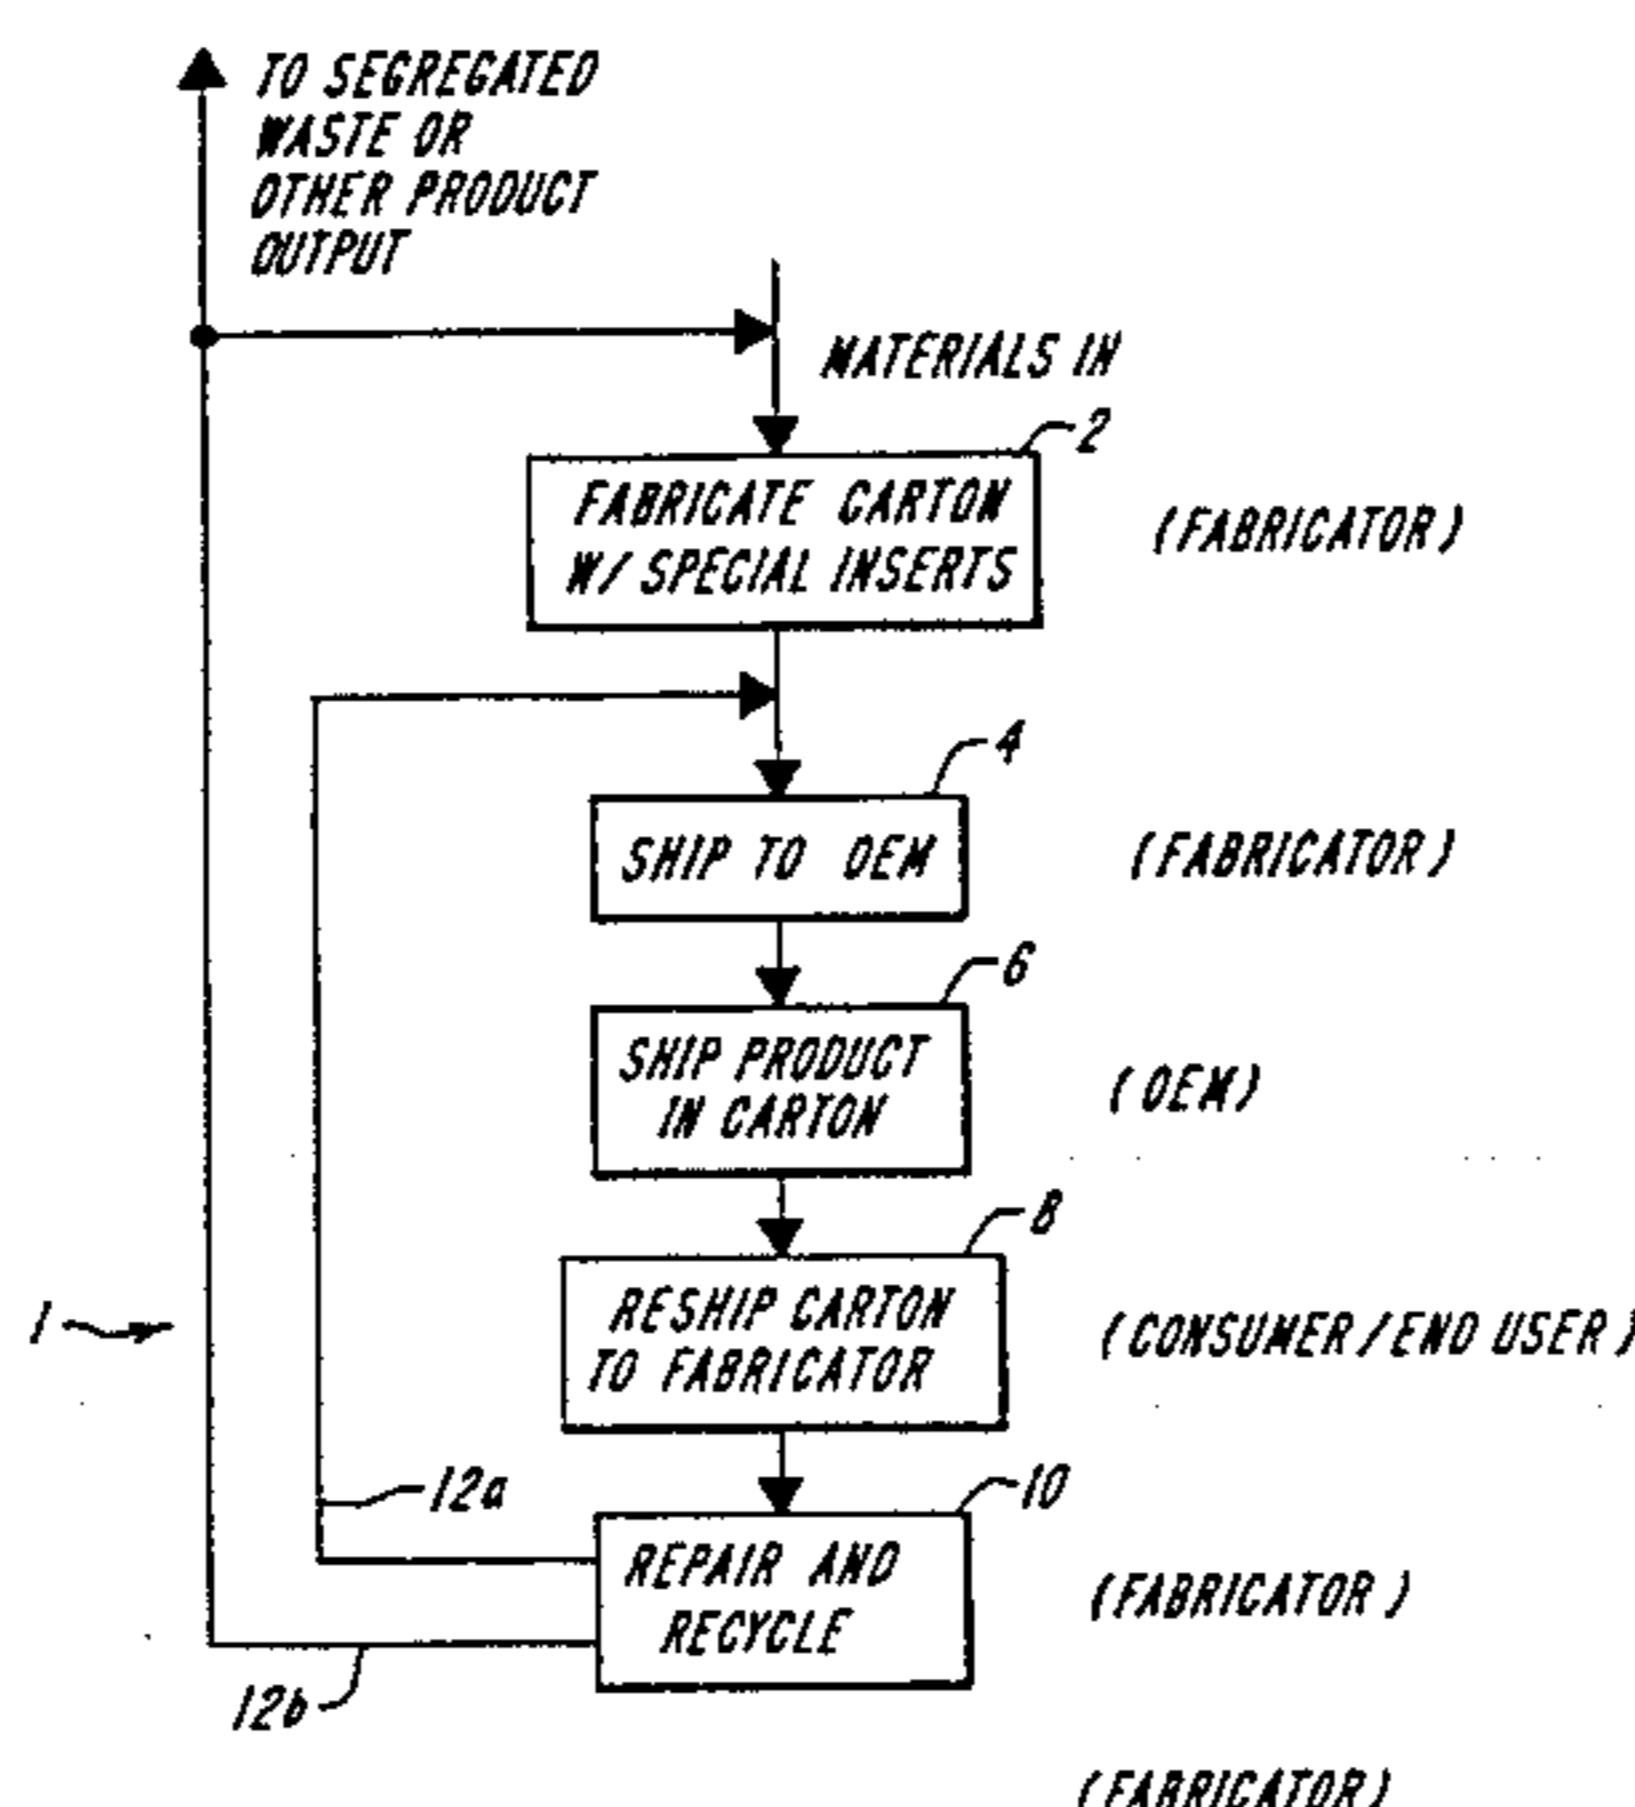 TO SEGREGATED
WASTE OR
OTHER PRODUCT
OUTPUT
MATERIALS IN
2
FABRICATE CARTON
W/ SPECIAL INSERTS
(FABRICATOR)
4
SHIP TO OEM
(FABRICATOR)
6
SHIP PRODUCT
IN CARTON
(OEM)
8
RESHIP CARTON
TO FABRICATOR
(CONSUMER/END USER)
1
12a
10
REPAIR AND
RECYCLE
(FABRICATOR)
12b
(FABRICATOR)